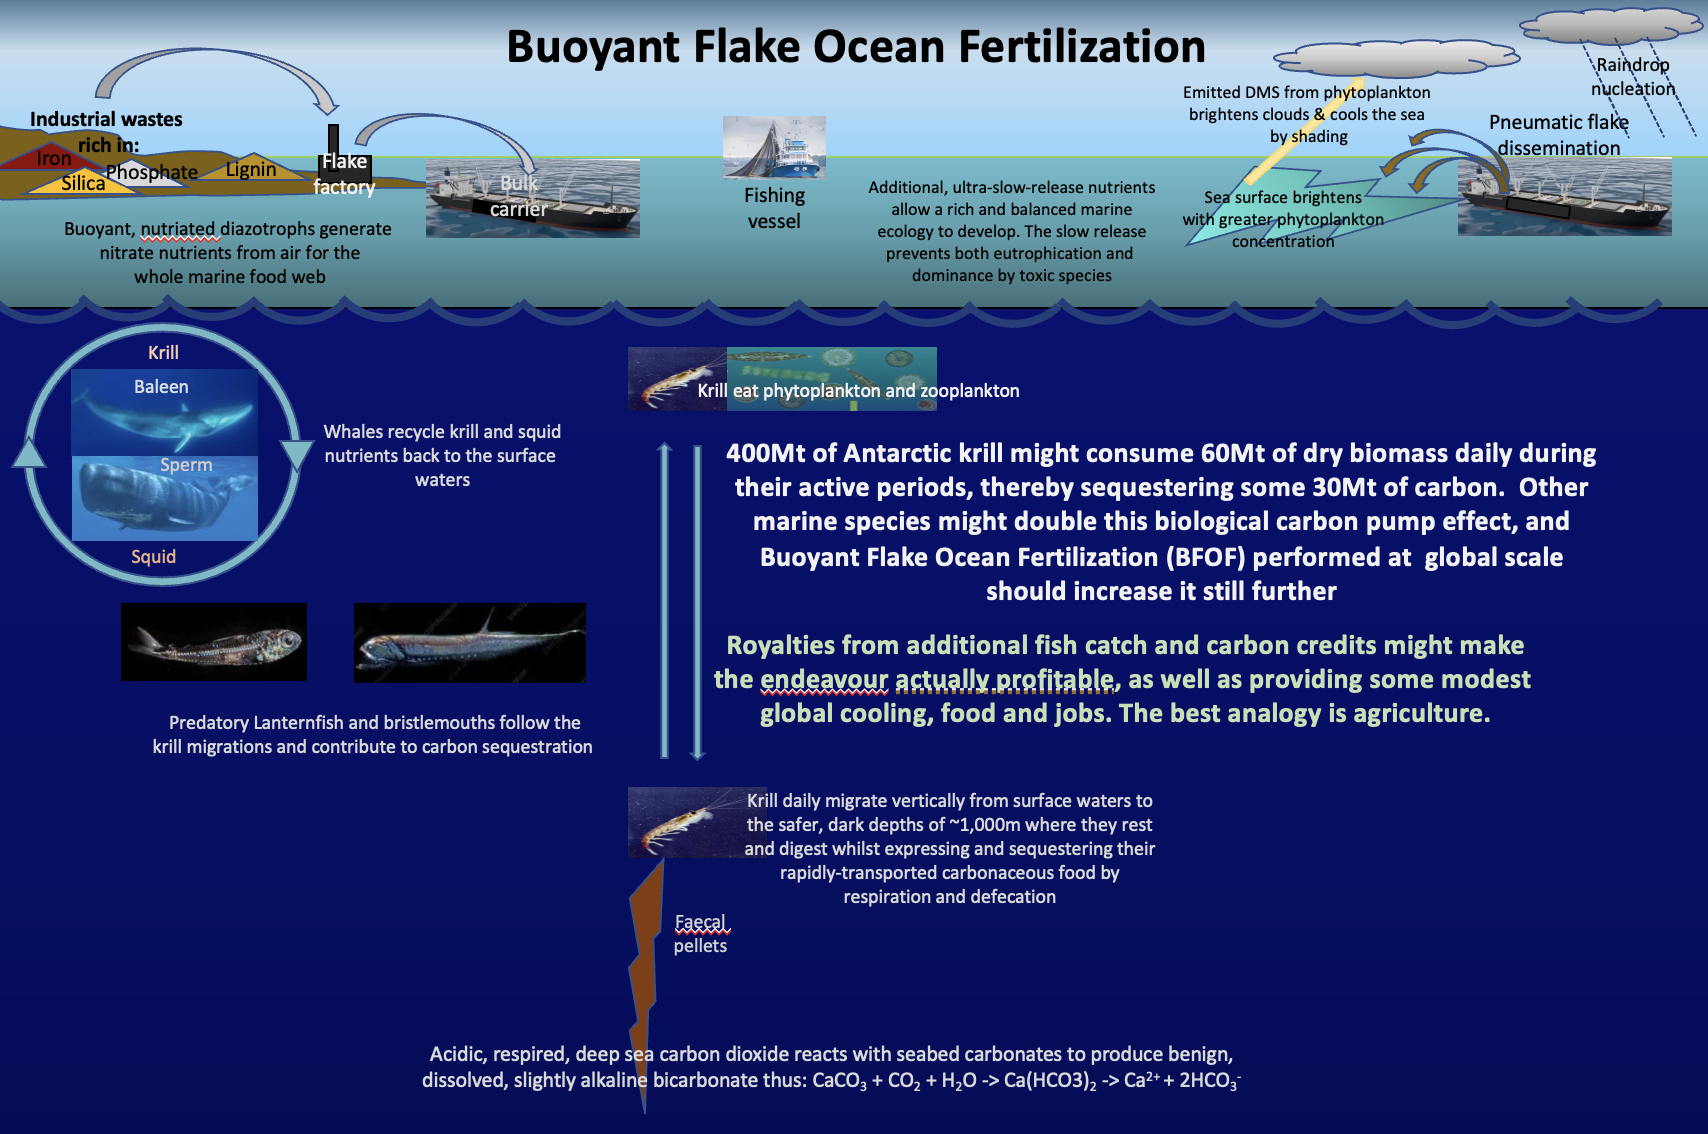 Buoyant Flake Ocean Fertilization
Industrial wastes
rich in:
Iron
Phosphate
Silica
Lignin
Flake
factory
Bulk
carrier
Buoyant, nutriated diazotrophs generate
nitrate nutrients from air for the
whole marine food web
Fishing
vessel
Additional, ultra-slow-release nutrients
allow a rich and balanced marine
ecology to develop. The slow release
prevents both eutrophication and
dominance by toxic species
Emitted DMS from phytoplankton
brightens clouds & cools the sea
by shading
Sea surface brightens
with greater phytoplankton
concentration
Raindrop
nucleation
Pneumatic flake
dissemination
Krill
Baleen
Sperm
Squid
Whales recycle krill and squid
nutrients back to the surface
waters
Krill eat phytoplankton and zooplankton
400Mt of Antarctic krill might consume 60Mt of dry biomass daily during
their active periods, thereby sequestering some 30Mt of carbon.  Other
marine species might double this biological carbon pump effect, and
Buoyant Flake Ocean Fertilization (BFOF) performed at  global scale
should increase it still further
Royalties from additional fish catch and carbon credits might make
the endeavour actually profitable, as well as providing some modest
global cooling, food and jobs. The best analogy is agriculture.
Predatory Lanternfish and bristlemouths follow the
krill migrations and contribute to carbon sequestration
Krill daily migrate vertically from surface waters to
the safer, dark depths of ~1,000m where they rest
and digest whilst expressing and sequestering their
rapidly-transported carbonaceous food by
respiration and defecation
Faecal
pellets
Acidic, respired, deep sea carbon dioxide reacts with seabed carbonates to produce benign,
dissolved, slightly alkaline bicarbonate thus: CaCO₃ + CO₂ + H₂O -> Ca(HCO3)₂ -> Ca²⁺ + 2HCO₃⁻